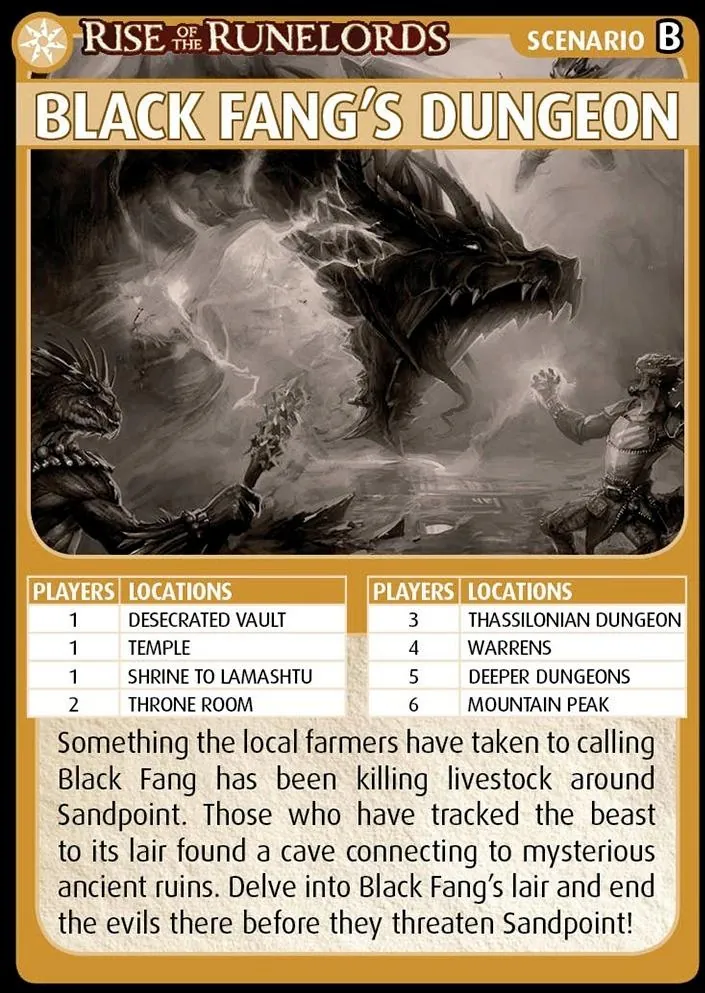 RISE OF THE RUNELORDS
SCENARIO B
BLACK FANG'S DUNGEON
PLAYERS LOCATIONS
1 DESECRATED VAULT
1 TEMPLE
1 SHRINE TO LAMASHTU
2 THRONE ROOM
PLAYERS LOCATIONS
3 THASSILONIAN DUNGEON
4 WARRENS
5 DEEPER DUNGEONS
6 MOUNTAIN PEAK
Something the local farmers have taken to calling
Black Fang has been killing livestock around
Sandpoint. Those who have tracked the beast
to its lair found a cave connecting to mysterious
ancient ruins. Delve into Black Fang's lair and end
the evils there before they threaten Sandpoint!